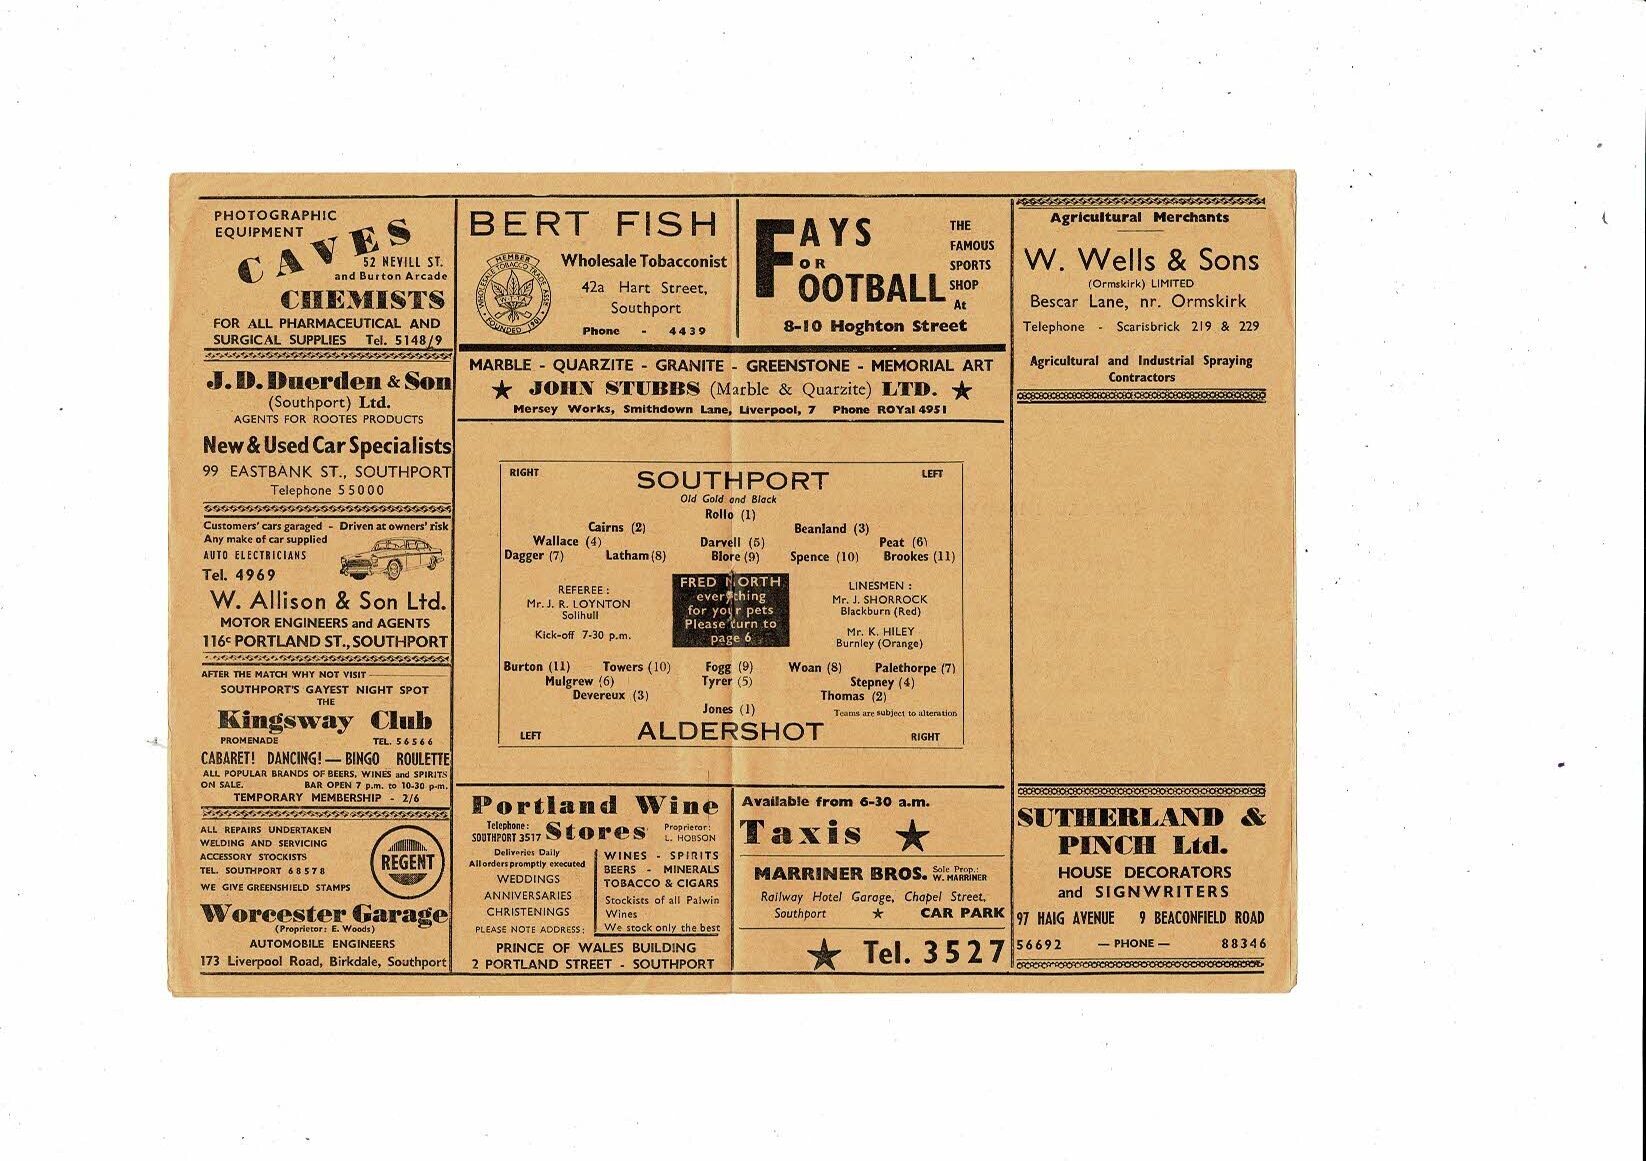 PHOTOGRAPHIC
EQUIPMENT
CAVES
52 NEVILL ST.
and Burton Arcade
CHEMISTS
FOR ALL PHARMACEUTICAL AND
SURGICAL SUPPLIES Tel. 5148/9
J. D. Duerden & Son
(Southport) Ltd.
AGENTS FOR ROOTES PRODUCTS
New & Used Car Specialists
99 EASTBANK ST., SOUTHPORT
Telephone 55000
Customers' cars garaged - Driven at owners' risk
Any make of car supplied
AUTO ELECTRICIANS
Tel. 4969
W. Allison & Son Ltd.
MOTOR ENGINEERS and AGENTS
116c PORTLAND ST., SOUTHPORT
AFTER THE MATCH WHY NOT VISIT
SOUTHPORT'S GAYEST NIGHT SPOT
THE
Kingsway Club
PROMENADE TEL. 56566
CABARET! DANCING! — BINGO ROULETTE
ALL POPULAR BRANDS OF BEERS, WINES and SPIRITS
ON SALE. BAR OPEN 7 p.m. to 10-30 p.m.
TEMPORARY MEMBERSHIP - 2/6
ALL REPAIRS UNDERTAKEN
WELDING AND SERVICING
ACCESSORY STOCKISTS
TEL. SOUTHPORT 68578
WE GIVE GREENSHIELD STAMPS
REGENT
Worcester Garage
(Proprietor: E. Woods)
AUTOMOBILE ENGINEERS
173 Liverpool Road, Birkdale, Southport
BERT FISH
MEMBER
WHOLESALE TOBACCO TRADE ASSN.
W.T.T.A
FOUNDED 1901
Wholesale Tobacconist
42a Hart Street,
Southport
Phone - 4439
FAYS
FOR
FOOTBALL
THE
FAMOUS
SPORTS
SHOP
At
8-10 Hoghton Street
MARBLE - QUARZITE - GRANITE - GREENSTONE - MEMORIAL ART
★ JOHN STUBBS (Marble & Quarzite) LTD. ★
Mersey Works, Smithdown Lane, Liverpool, 7 Phone ROYal 4951
RIGHT SOUTHPORT LEFT
Old Gold and Black
Rollo (1)
Cairns (2) Beanland (3)
Wallace (4) Darvell (5) Peat (6)
Dagger (7) Latham (8) Blore (9) Spence (10) Brookes (11)
REFEREE :
Mr. J. R. LOYNTON
Solihull
Kick-off 7-30 p.m.
FRED NORTH
everything
for your pets
Please turn to
page 6
LINESMEN :
Mr. J. SHORROCK
Blackburn (Red)
Mr. K. HILEY
Burnley (Orange)
Burton (11) Towers (10) Fogg (9) Woan (8) Palethorpe (7)
Mulgrew (6) Tyrer (5) Stepney (4)
Devereux (3) Thomas (2)
Jones (1) Teams are subject to alteration
LEFT ALDERSHOT RIGHT
Portland Wine
Telephone:
SOUTHPORT 3517
Stores
Proprietor:
L. HOBSON
Deliveries Daily
All orders promptly executed
WEDDINGS
ANNIVERSARIES
CHRISTENINGS
PLEASE NOTE ADDRESS:
WINES - SPIRITS
BEERS - MINERALS
TOBACCO & CIGARS
Stockists of all Palwin
Wines
We stock only the best
PRINCE OF WALES BUILDING
2 PORTLAND STREET - SOUTHPORT
Available from 6-30 a.m.
Taxis ★
MARRINER BROS. Sole Prop.:
W. MARRINER
Railway Hotel Garage, Chapel Street,
Southport ★ CAR PARK
★ Tel. 3527
Agricultural Merchants
W. Wells & Sons
(Ormskirk) LIMITED
Bescar Lane, nr. Ormskirk
Telephone - Scarisbrick 219 & 229
Agricultural and Industrial Spraying
Contractors
SUTHERLAND &
PINCH Ltd.
HOUSE DECORATORS
and SIGNWRITERS
97 HAIG AVENUE 9 BEACONFIELD ROAD
56692 — PHONE — 88346